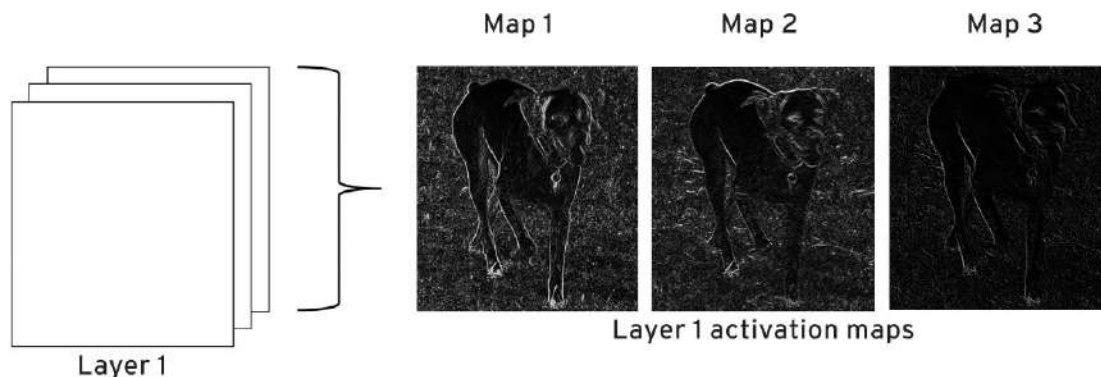 Map 1
Map 2
Map 3
Layer 1 activation maps
Layer 1